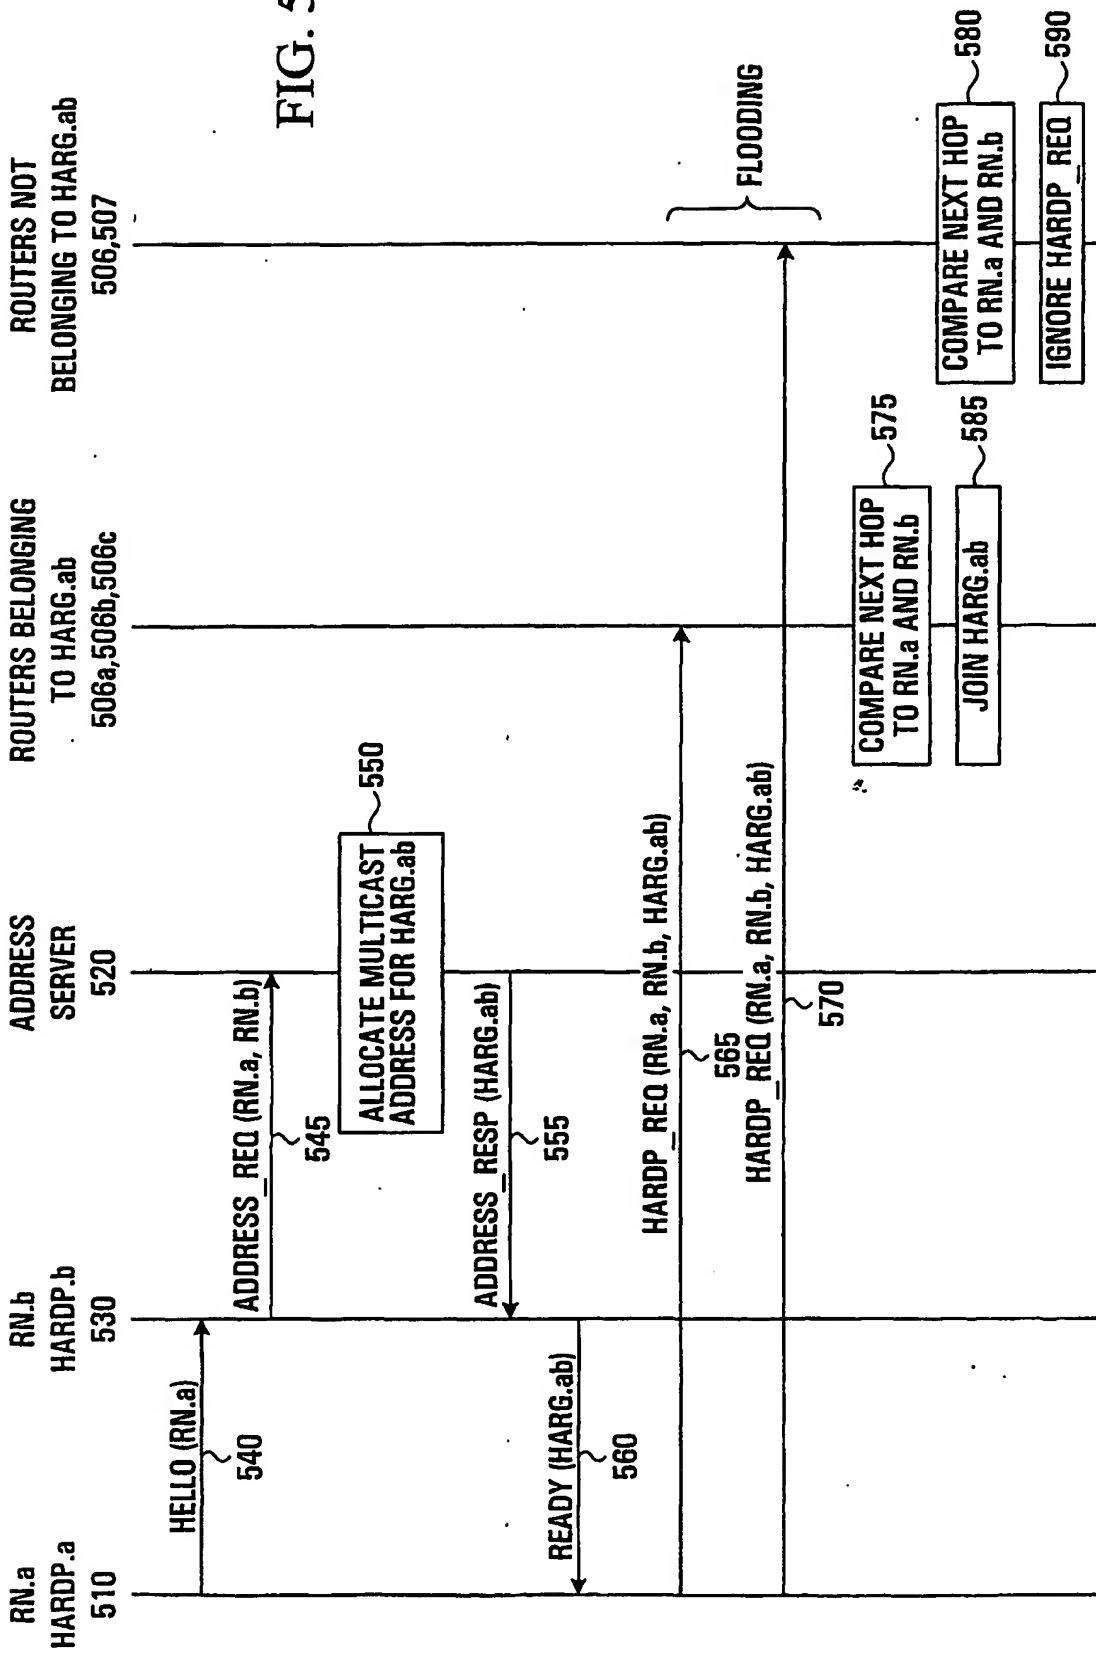 FIG. 5
RN.a
HARDP.a
510
RN.b
HARDP.b
530
ADDRESS
SERVER
520
ROUTERS BELONGING
TO HARG.ab
506a,506b,506c
ROUTERS NOT
BELONGING TO HARG.ab
506,507
HELLO (RN.a)
540
ADDRESS_REQ (RN.a, RN.b)
545
ALLOCATE MULTICAST
ADDRESS FOR HARG.ab
550
ADDRESS_RESP (HARG.ab)
555
READY (HARG.ab)
560
HARDP_REQ (RN.a, RN.b, HARG.ab)
565
HARDP_REQ (RN.a, RN.b, HARG.ab)
570
FLOODING
COMPARE NEXT HOP
TO RN.a AND RN.b
575
COMPARE NEXT HOP
TO RN.a AND RN.b
580
JOIN HARG.ab
585
IGNORE HARDP_REQ
590